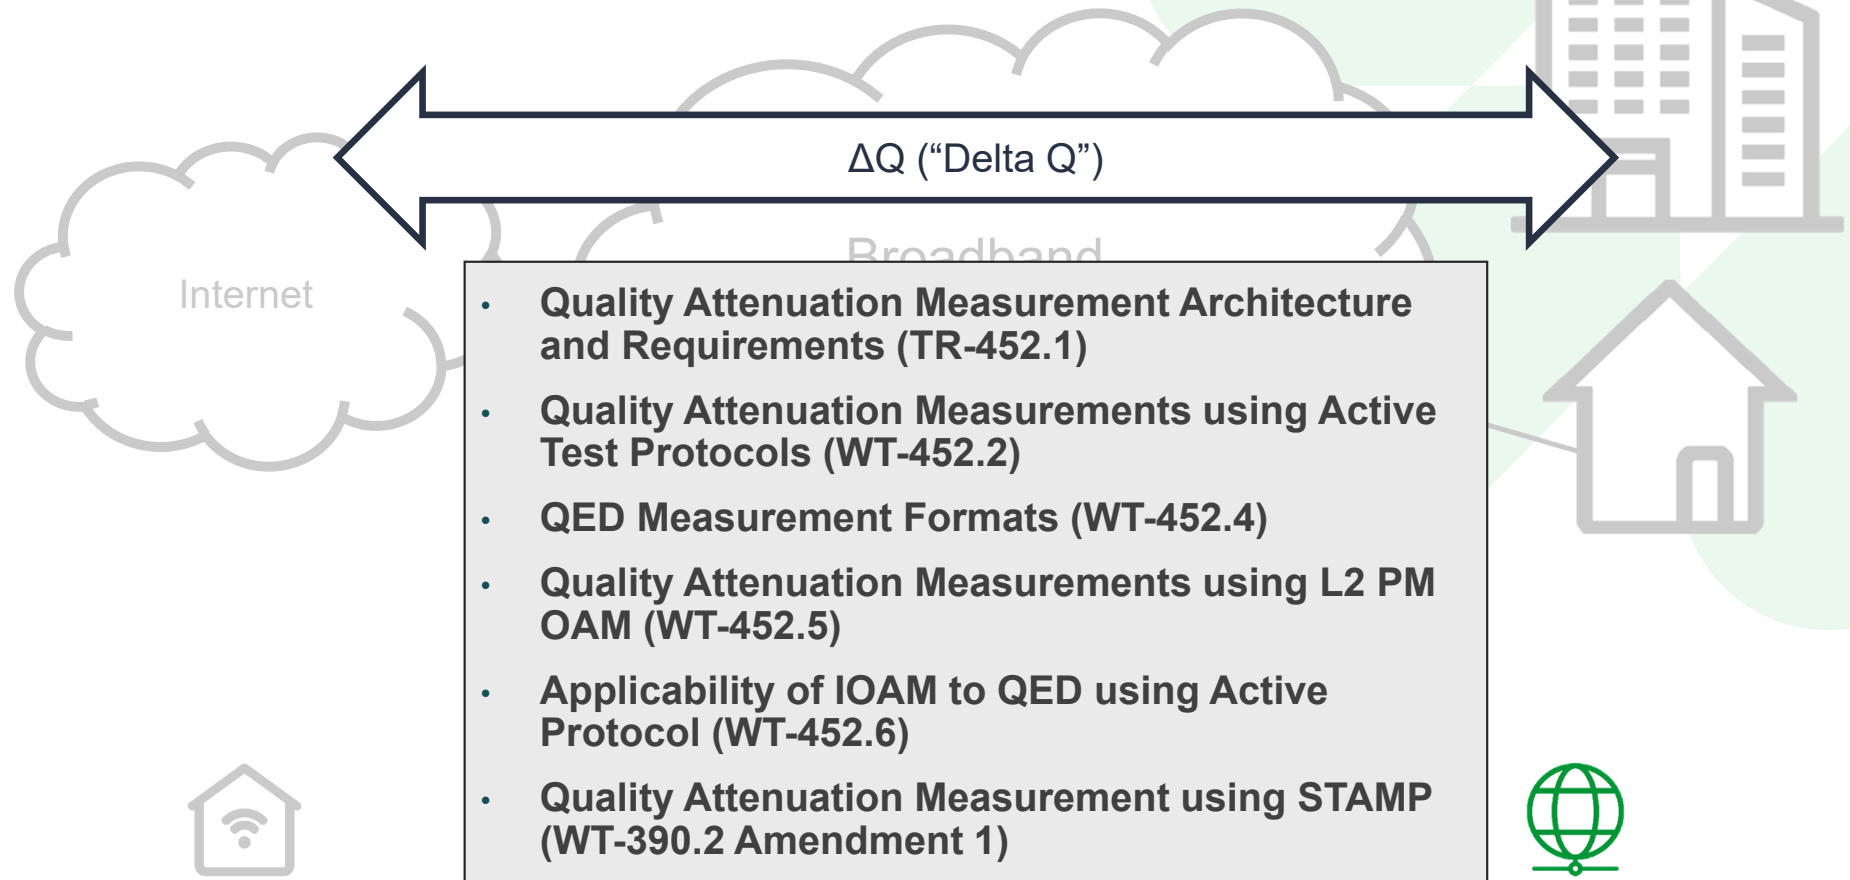 ΔQ (“Delta Q”)
Broadband
Internet
• Quality Attenuation Measurement Architecture
and Requirements (TR-452.1)
• Quality Attenuation Measurements using Active
Test Protocols (WT-452.2)
• QED Measurement Formats (WT-452.4)
• Quality Attenuation Measurements using L2 PM
OAM (WT-452.5)
• Applicability of IOAM to QED using Active
Protocol (WT-452.6)
• Quality Attenuation Measurement using STAMP
(WT-390.2 Amendment 1)